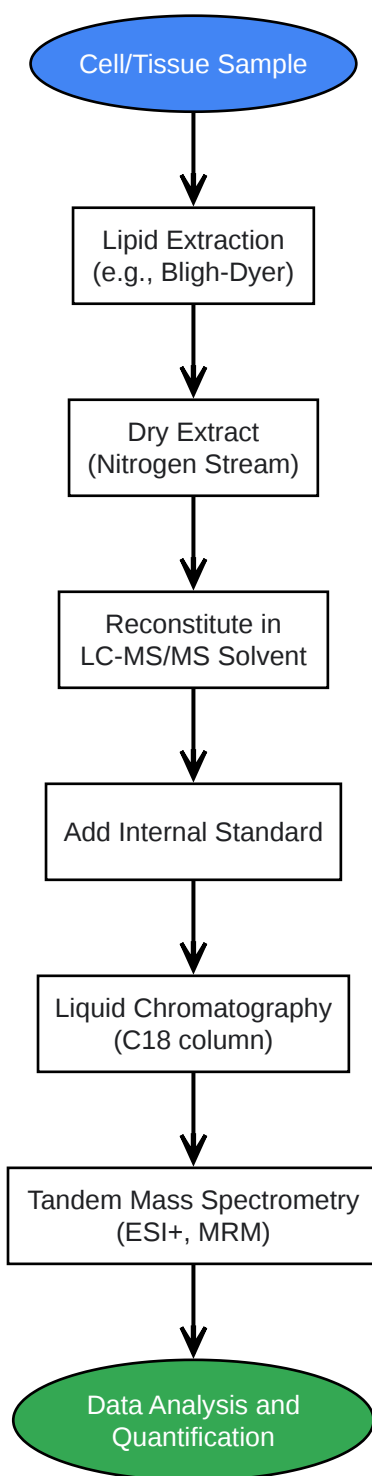 Cell/Tissue Sample
Lipid Extraction
(e.g., Bligh-Dyer)
Dry Extract
(Nitrogen Stream)
Reconstitute in
LC-MS/MS Solvent
Add Internal Standard
Liquid Chromatography
(C18 column)
Tandem Mass Spectrometry
(ESI+, MRM)
Data Analysis and
Quantification